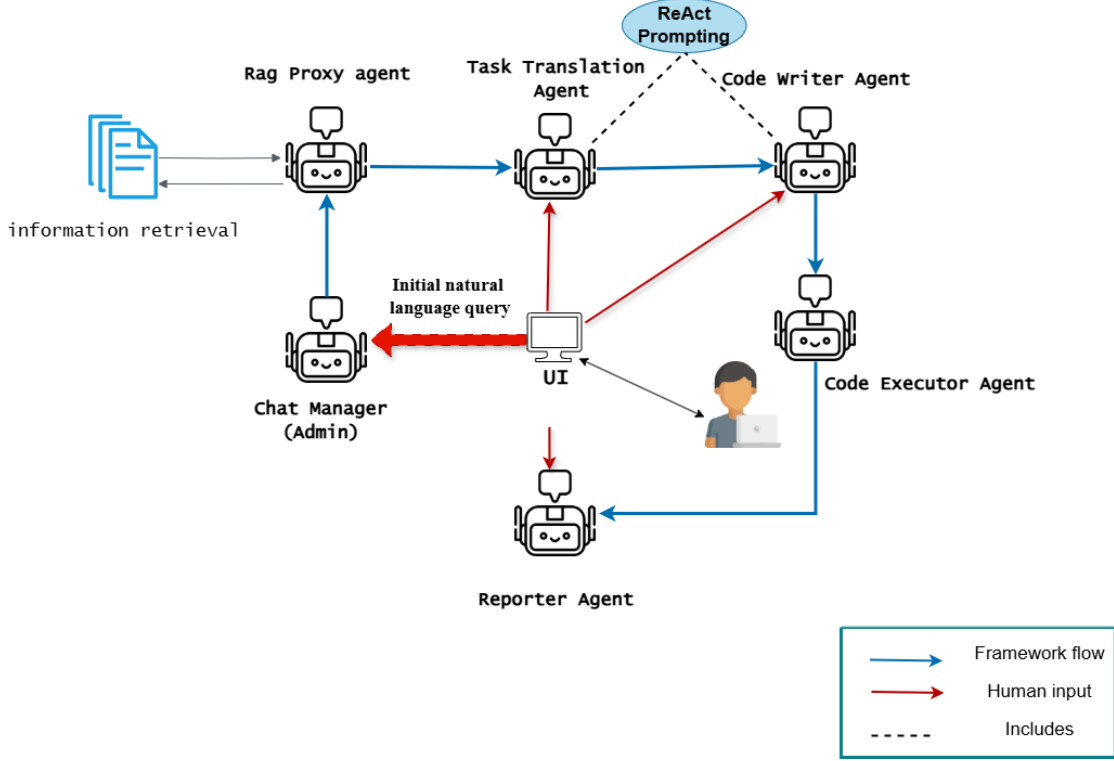 ReAct
Prompting
Rag Proxy agent
Task Translation
Agent
Code Writer Agent
information retrieval
Initial natural
language query
UI
Chat Manager
(Admin)
Code Executor Agent
Reporter Agent
Framework flow
Human input
Includes